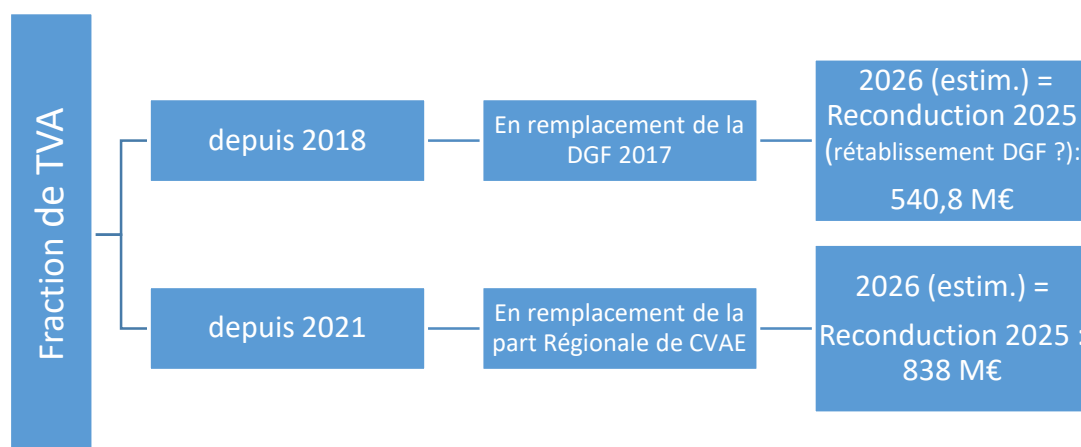 Fraction de TVA
depuis 2018
En remplacement de la
DGF 2017
2026 (estim.) =
Reconduction 2025
(rétablissement DGF ?):
540,8 M€
depuis 2021
En remplacement de la
part Régionale de CVAE
2026 (estim.) =
Reconduction 2025 :
838 M€